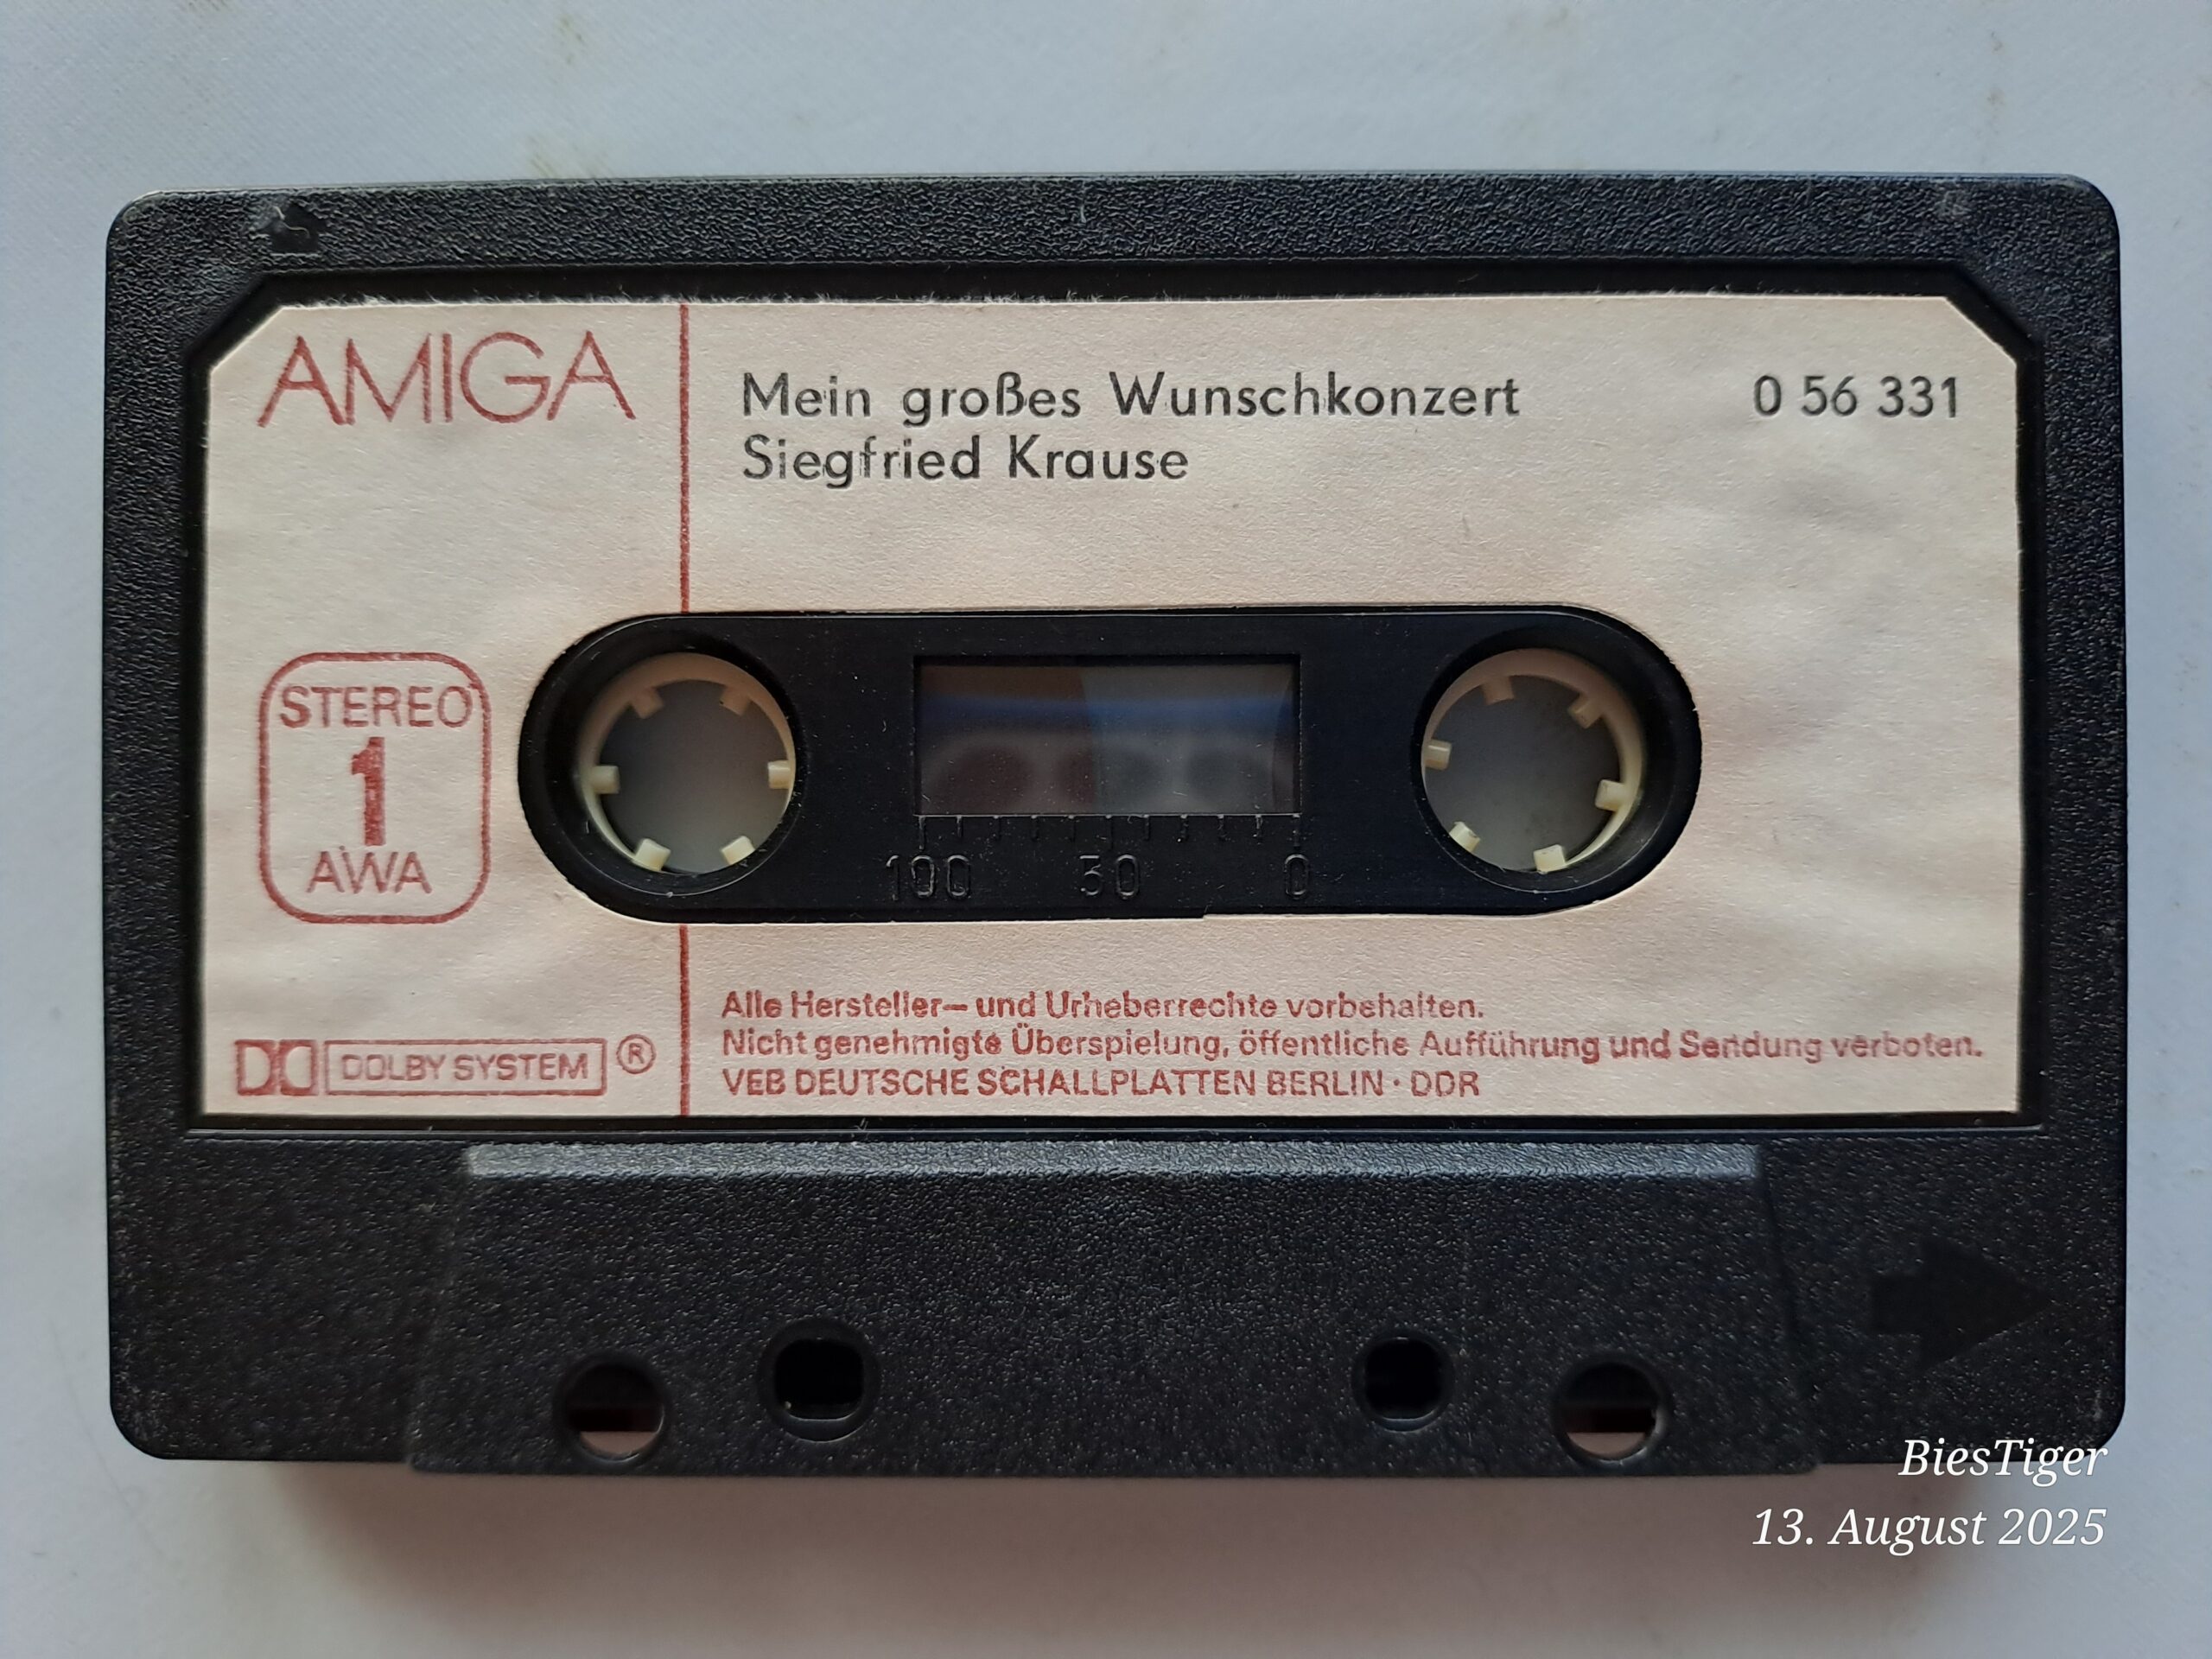 AMIGA
Mein großes Wunschkonzert
Siegfried Krause
0 56 331
STEREO
1
AWA
100 50 0
DOLBY SYSTEM ®
Alle Hersteller- und Urheberrechte vorbehalten.
Nicht genehmigte Überspielung, öffentliche Aufführung und Sendung verboten.
VEB DEUTSCHE SCHALLPLATTEN BERLIN · DDR
BiesTiger
13. August 2025